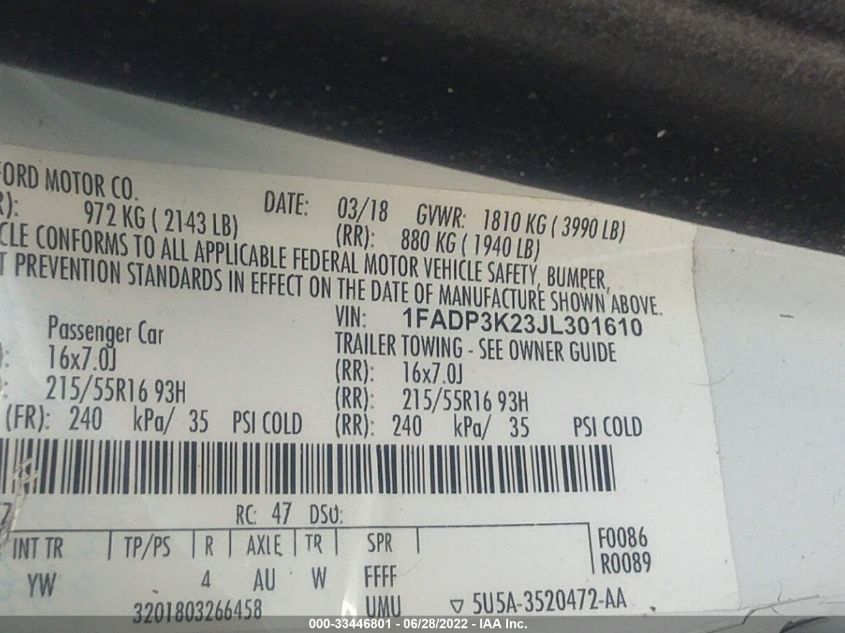 FORD MOTOR CO. DATE: 03/18 GVWR: 1810 KG ( 3990 LB)
R): 972 KG ( 2143 LB) (RR): 880 KG ( 1940 LB)
CLE CONFORMS TO ALL APPLICABLE FEDERAL MOTOR VEHICLE SAFETY, BUMPER,
T PREVENTION STANDARDS IN EFFECT ON THE DATE OF MANUFACTURE SHOWN ABOVE.
VIN: 1FADP3K23JL301610
Passenger Car TRAILER TOWING - SEE OWNER GUIDE
): 16x7.0J (RR): 16x7.0J
): 215/55R16 93H (RR): 215/55R16 93H
(FR): 240 kPa/ 35 PSI COLD (RR): 240 kPa/ 35 PSI COLD
RC: 47 DSO:
INT TR TP/PS R AXLE TR SPR F0086
R0089
YW 4 AU W FFFF
3201803266458 UMU ▽ 5U5A-3520472-AA
000-33446801 - 06/28/2022 - IAA Inc.